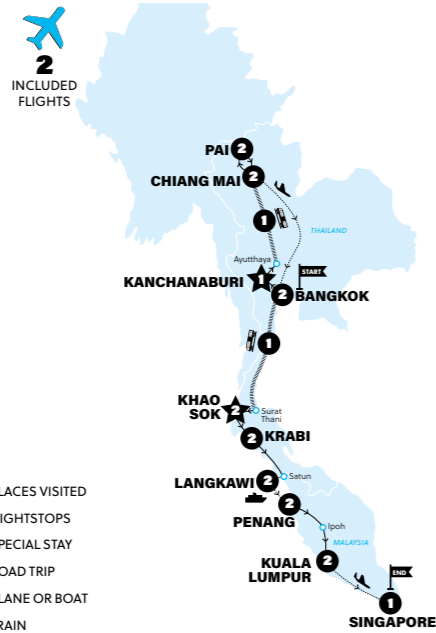 2
INCLUDED
FLIGHTS
PAI 2
CHIANG MAI 2
1
THAILAND
Ayutthaya
KANCHANABURI 1
START
2 BANGKOK
1
KHAO
SOK 2
Surat
Thani
2 KRABI
Satun
LANGKAWI 2
2
PENANG
Ipoh
MALAYSIA
KUALA
LUMPUR 2
END
1
SINGAPORE
LACES VISITED
IGHTSTOPS
PECIAL STAY
OAD TRIP
LANE OR BOAT
RAIN